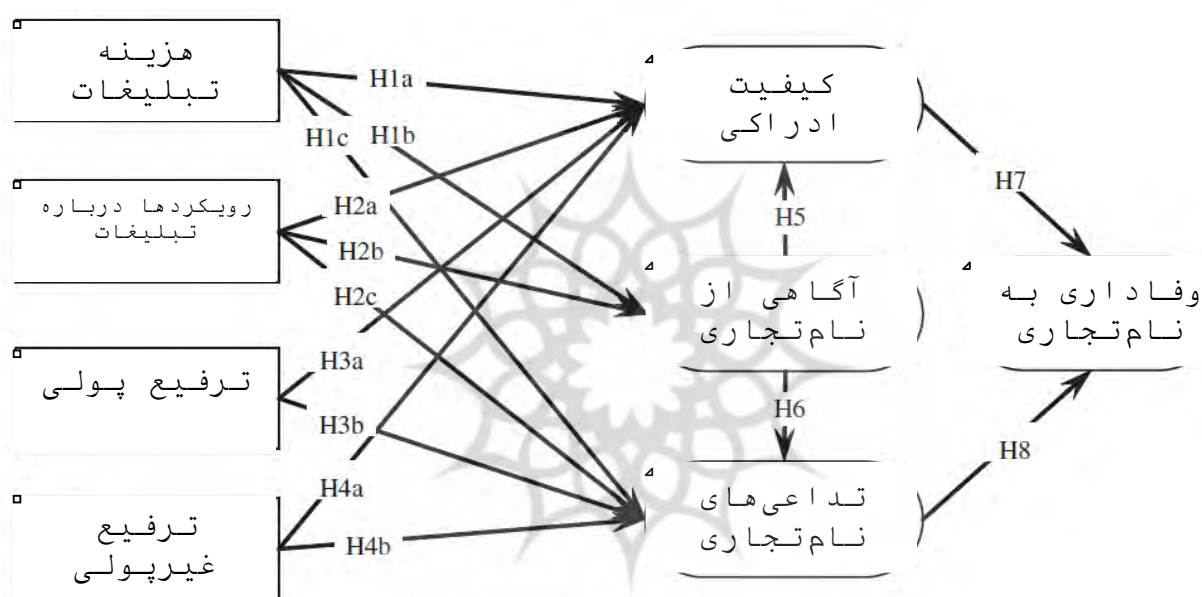 هزینه
تبلیغات
رویکردها درباره
تبلیغات
ترفیع پولی
ترفیع
غیرپولی
H1a
H1b
H1c
H2a
H2b
H2c
H3a
H3b
H4a
H4b
کیفیت
ادراکی
H5
آگاهی از
نام‌تجاری
H6
تداعی‌های
نام‌تجاری
H7
وفاداری به
نام‌تجاری
H8